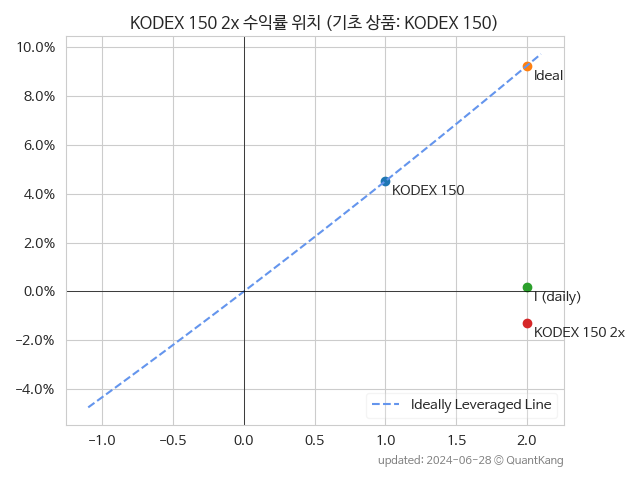 KODEX 150 2x 수익률 위치 (기초 상품: KODEX 150)
10.0%
8.0%
6.0%
4.0%
2.0%
0.0%
−2.0%
−4.0%
Ideal
KODEX 150
I (daily)
KODEX 150 2x
Ideally Leveraged Line
−1.0 −0.5 0.0 0.5 1.0 1.5 2.0
updated: 2024-06-28 © QuantKang